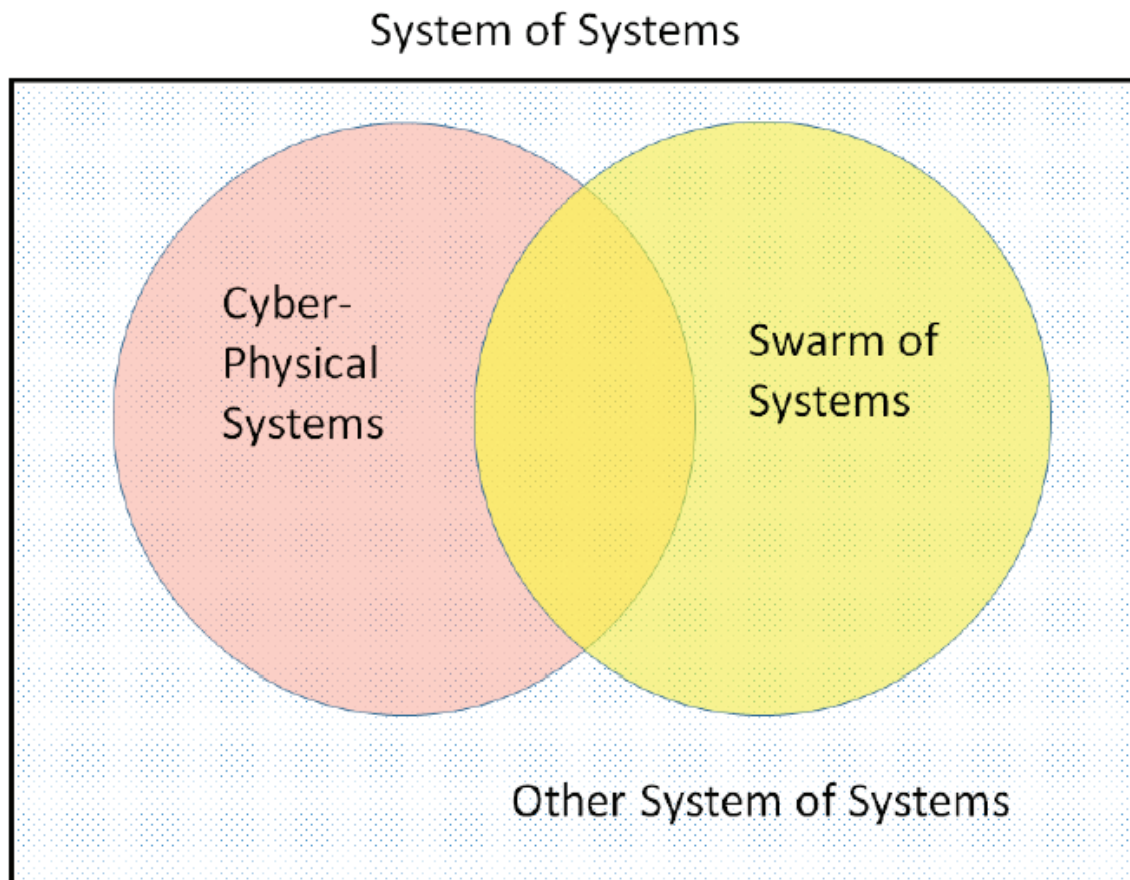 System of Systems
Cyber-
Physical
Systems
Swarm of
Systems
Other System of Systems